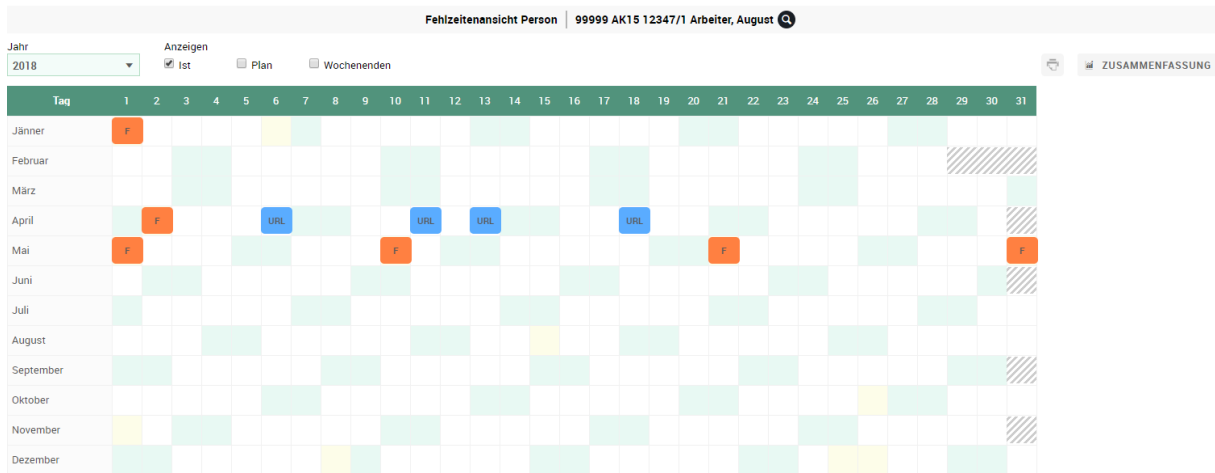 Fehlzeitenansicht Person | 99999 AK15 12347/1 Arbeiter, August
Jahr Anzeigen
2018 Ist Plan Wochenenden ZUSAMMENFASSUNG
Tag 1 2 3 4 5 6 7 8 9 10 11 12 13 14 15 16 17 18 19 20 21 22 23 24 25 26 27 28 29 30 31
Jänner F
Februar
März
April F URL URL URL URL
Mai F F F F
Juni
Juli
August
September
Oktober
November
Dezember